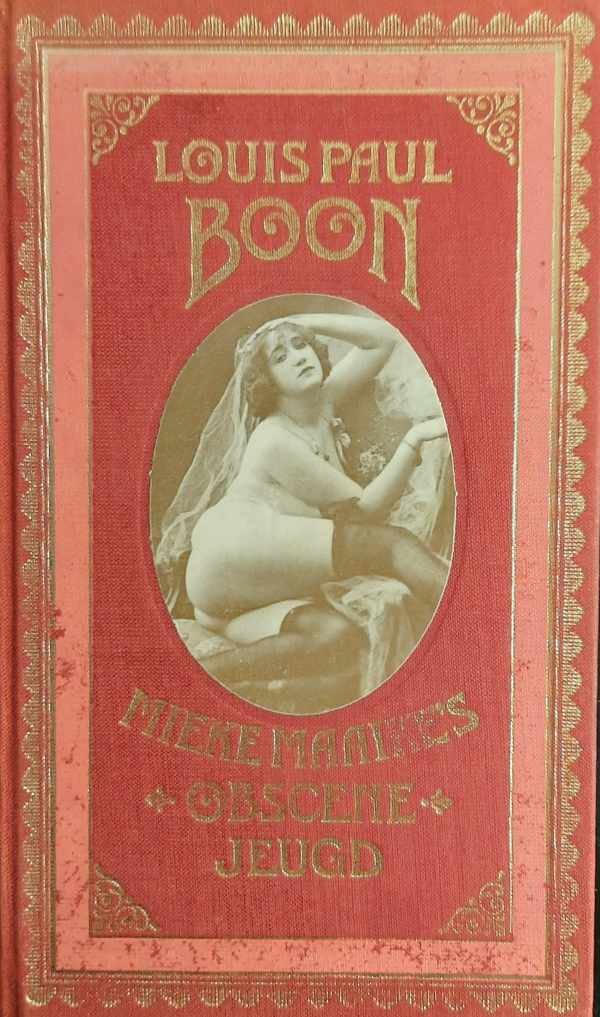 LOUIS PAUL
BOON
MIEKE MAAIKE'S
OBSCENE
JEUGD